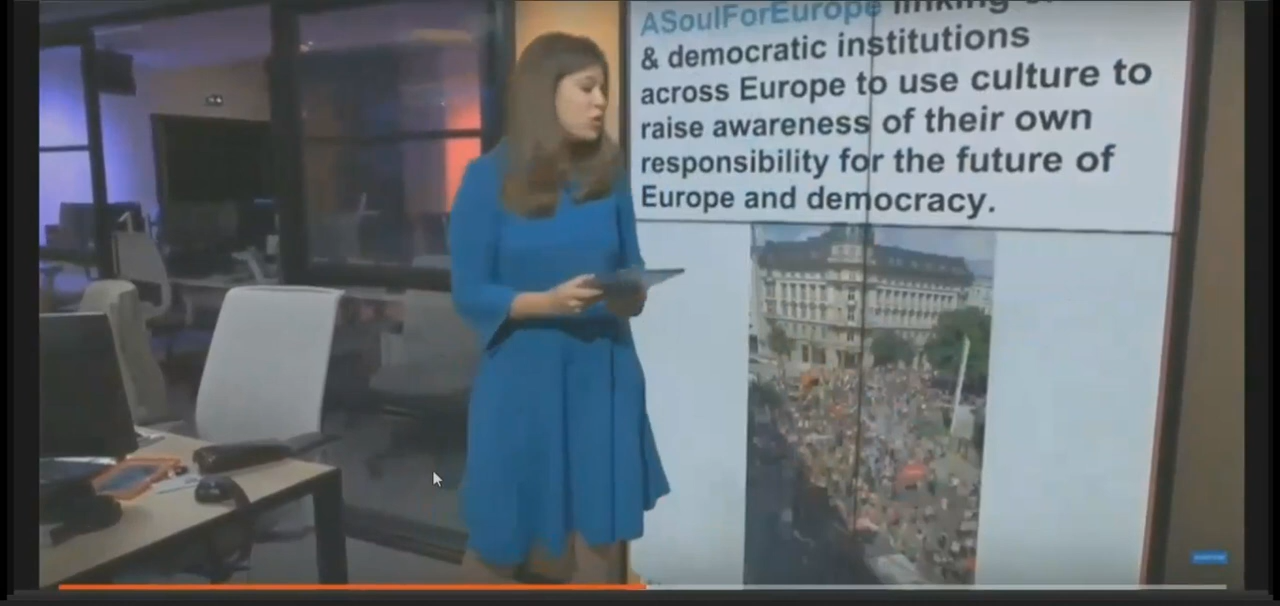 ASoulForEurope linking
& democratic institutions
across Europe to use culture to
raise awareness of their own
responsibility for the future of
Europe and democracy.